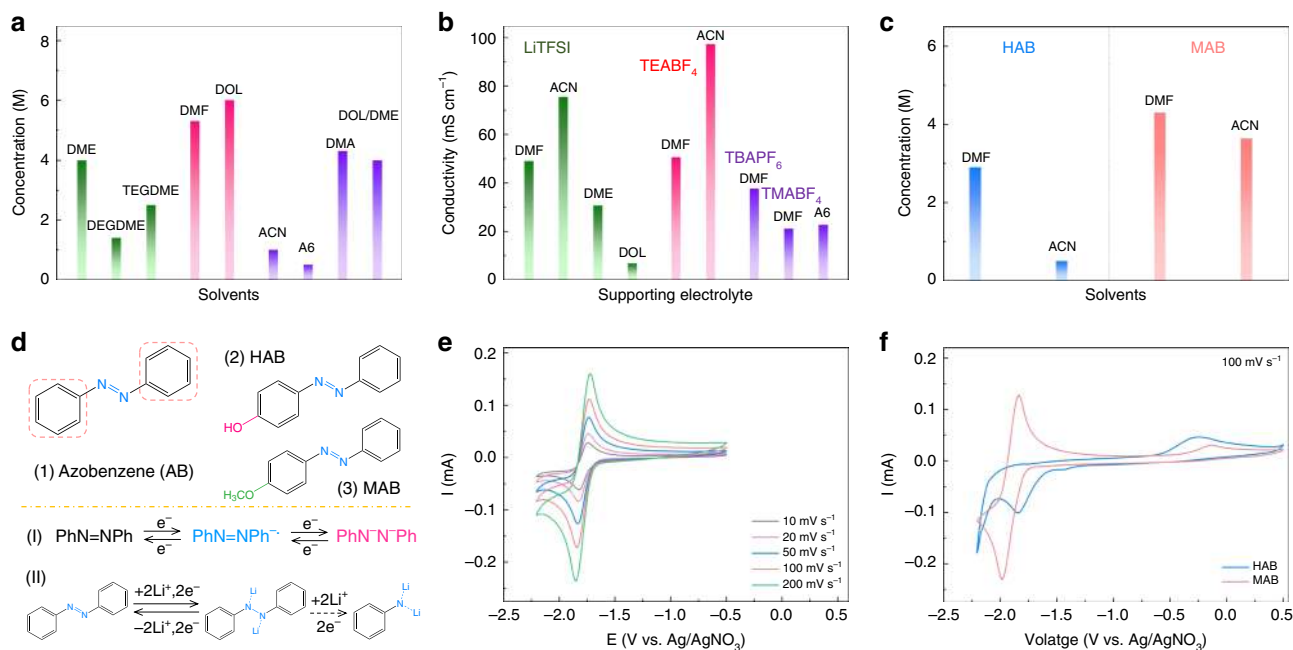 a
Concentration (M)
8
6
4
2
0
DME
DEGDME
TEGDME
DMF
DOL
ACN
A6
DMA
DOL/DME
Solvents
b
Conductivity (mS cm⁻¹)
100
80
60
40
20
0
LiTFSI
DMF
ACN
DME
DOL
TEABF₄
DMF
ACN
TBAPF₆
DMF
TMABF₄
DMF
A6
Supporting electrolyte
c
Concentration (M)
6
4
2
0
HAB
MAB
DMF
ACN
DMF
ACN
Solvents
d
N=N
(1) Azobenzene (AB)
(2) HAB
N=N
HO
N=N
H₃CO
(3) MAB
(I) PhN=NPh e⁻ e⁻ PhN=NPh⁻· e⁻ e⁻ PhN⁻N⁻Ph
(II)
N=N
+2Li⁺,2e⁻
−2Li⁺,2e⁻
Li
N
N
Li
+2Li⁺
2e⁻
Li
N
Li
e
I (mA)
0.2
0.1
0.0
−0.1
−0.2
10 mV s⁻¹
20 mV s⁻¹
50 mV s⁻¹
100 mV s⁻¹
200 mV s⁻¹
−2.5 −2.0 −1.5 −1.0 −0.5 0.0 0.5
E (V vs. Ag/AgNO₃)
f
100 mV s⁻¹
I (mA)
0.2
0.1
0.0
−0.1
−0.2
HAB
MAB
−2.5 −2.0 −1.5 −1.0 −0.5 0.0 0.5
Volatge (V vs. Ag/AgNO₃)